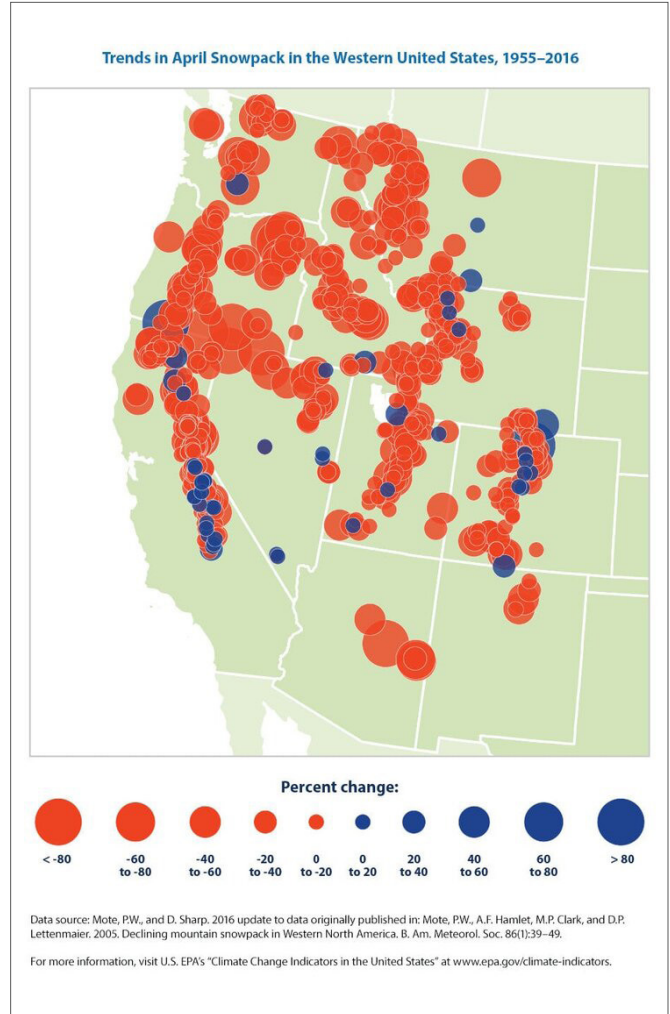 Trends in April Snowpack in the Western United States, 1955–2016
Percent change:
< -80 -60 to -80 -40 to -60 -20 to -40 0 to -20 0 to 20 20 to 40 40 to 60 60 to 80 > 80
Data source: Mote, P.W., and D. Sharp. 2016 update to data originally published in: Mote, P.W., A.F. Hamlet, M.P. Clark, and D.P.
Lettenmaier. 2005. Declining mountain snowpack in Western North America. B. Am. Meteorol. Soc. 86(1):39–49.
For more information, visit U.S. EPA's "Climate Change Indicators in the United States" at www.epa.gov/climate-indicators.